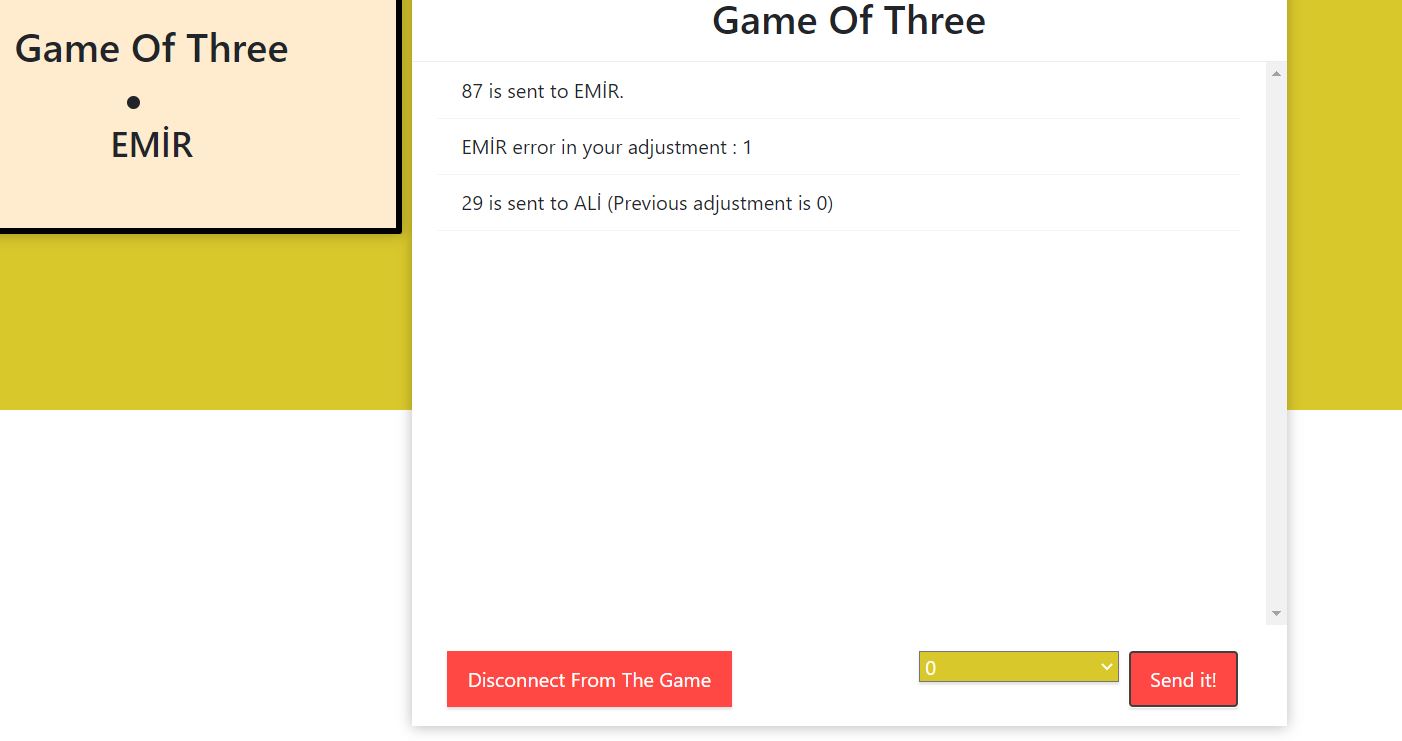 Game Of Three
EMİR
Game Of Three
87 is sent to EMİR.
EMİR error in your adjustment : 1
29 is sent to ALİ (Previous adjustment is 0)
Disconnect From The Game
0
Send it!